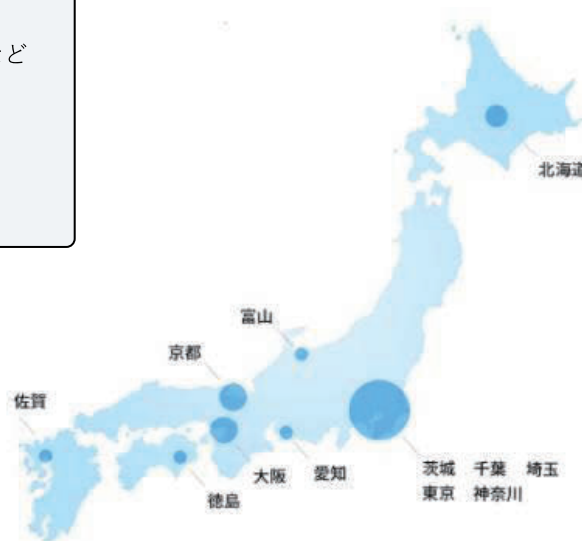 ど
北海道
富山
京都
佐賀
大阪
愛知
徳島
茨城 千葉 埼玉
東京 神奈川